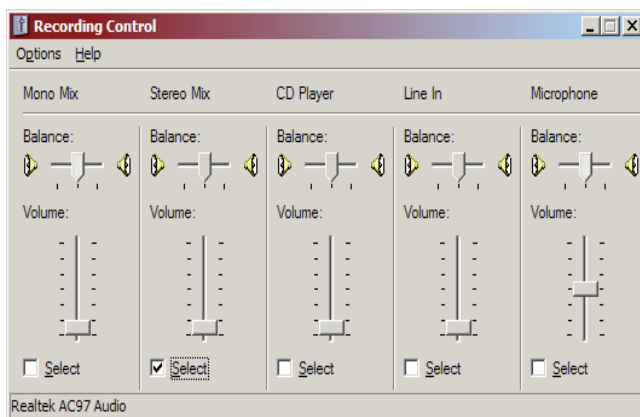 Recording Control
Options Help
Mono Mix Stereo Mix CD Player Line In Microphone
Balance: Balance: Balance: Balance: Balance:
Volume: Volume: Volume: Volume: Volume:
Select Select Select Select Select
Realtek AC97 Audio